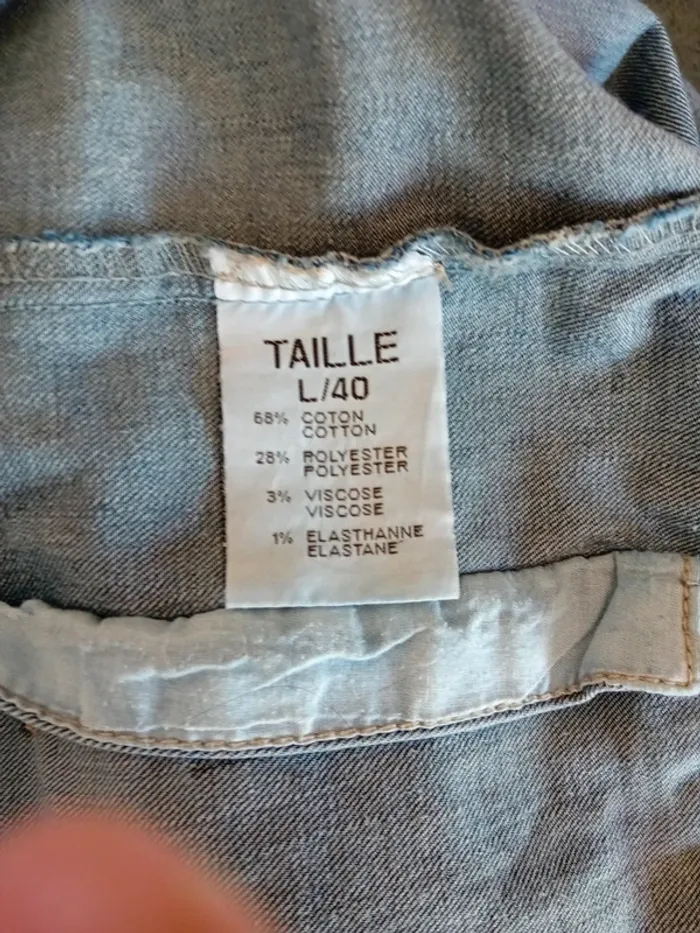 TAILLE
L/40
68% COTON
COTTON
28% POLYESTER
POLYESTER
3% VISCOSE
VISCOSE
1% ELASTHANNE
ELASTANE